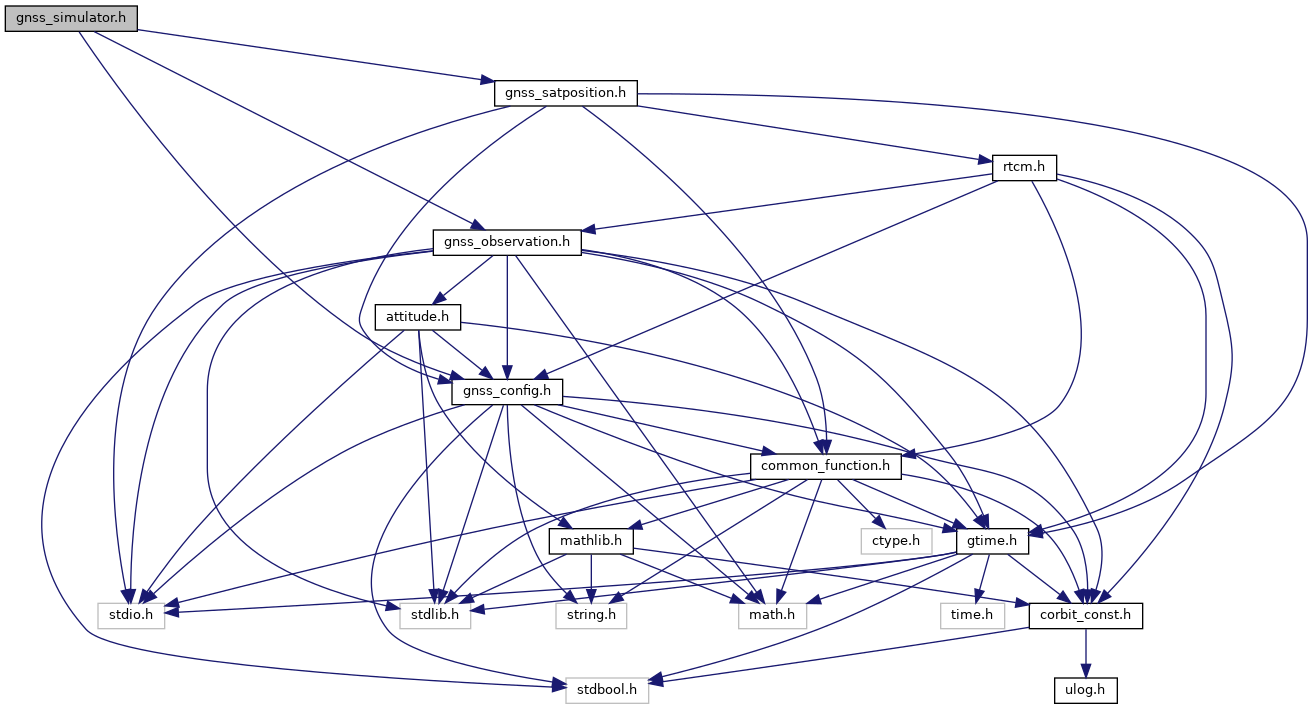 gnss_simulator.h
gnss_satposition.h
rtcm.h
gnss_observation.h
attitude.h
gnss_config.h
common_function.h
mathlib.h
ctype.h
gtime.h
stdio.h
stdlib.h
string.h
math.h
time.h
corbit_const.h
stdbool.h
ulog.h